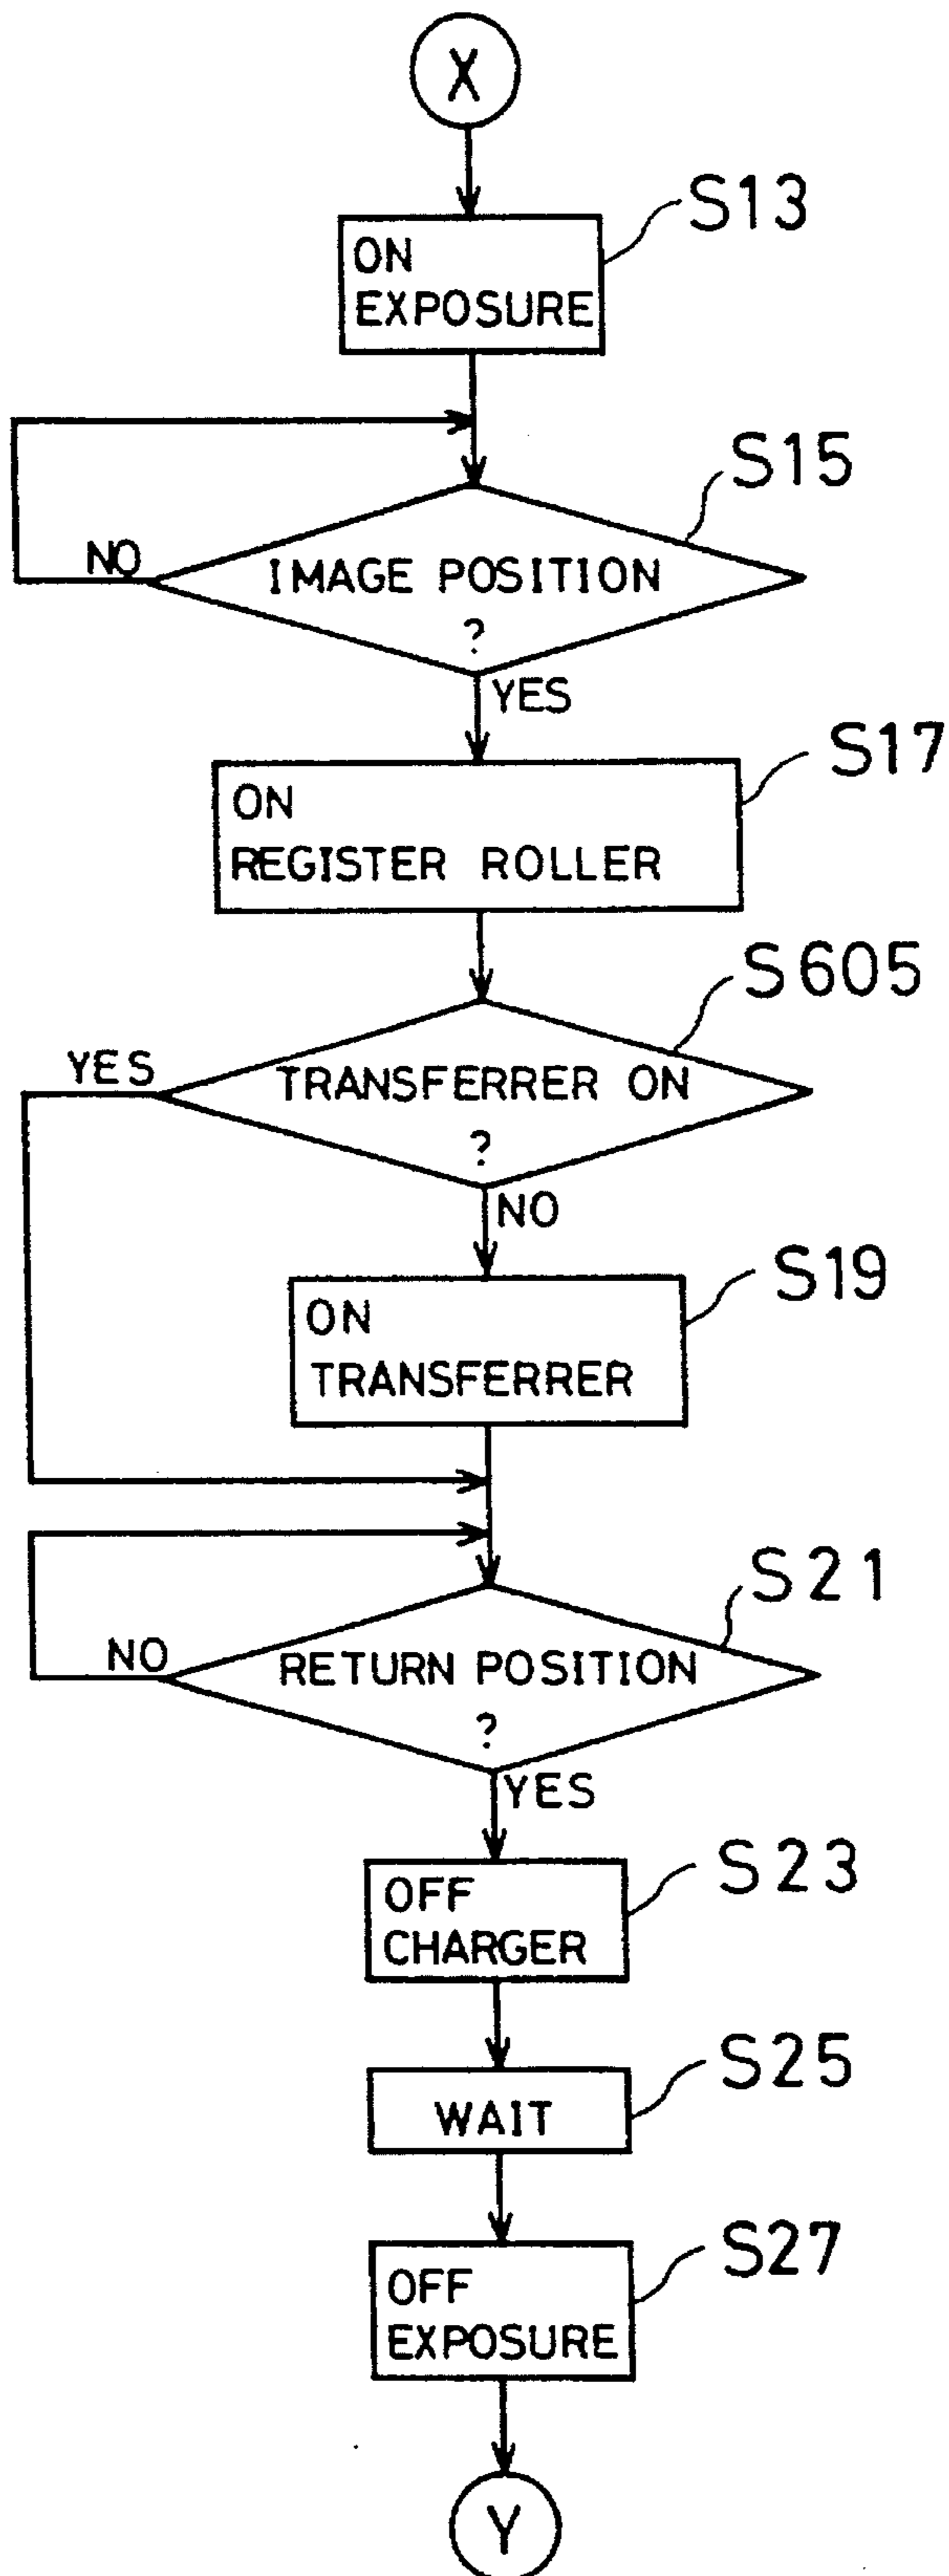 X
S13
ON
EXPOSURE
S15
NO
IMAGE POSITION
?
YES
S17
ON
REGISTER ROLLER
S605
YES
TRANSFERRER ON
?
NO
S19
ON
TRANSFERRER
S21
NO
RETURN POSITION
?
YES
S23
OFF
CHARGER
S25
WAIT
S27
OFF
EXPOSURE
Y